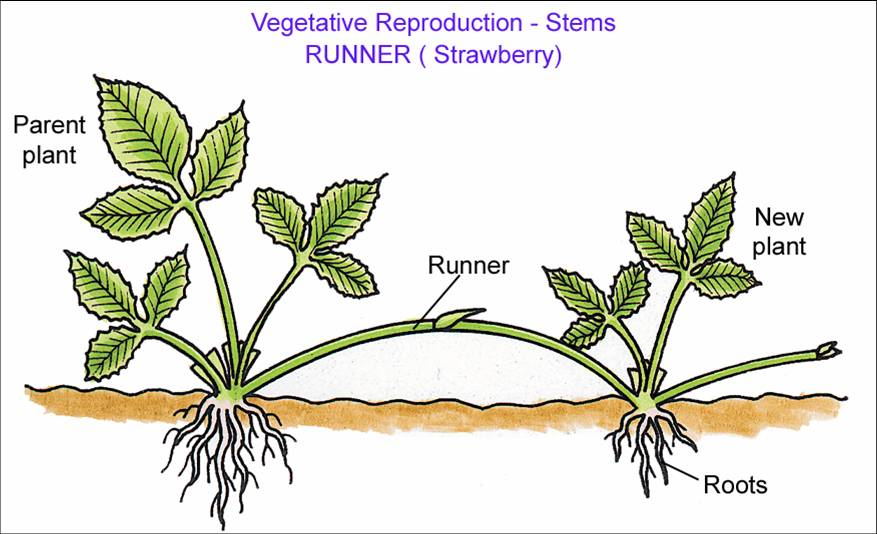 Vegetative Reproduction - Stems
RUNNER ( Strawberry)
Parent
plant
Runner
New
plant
Roots